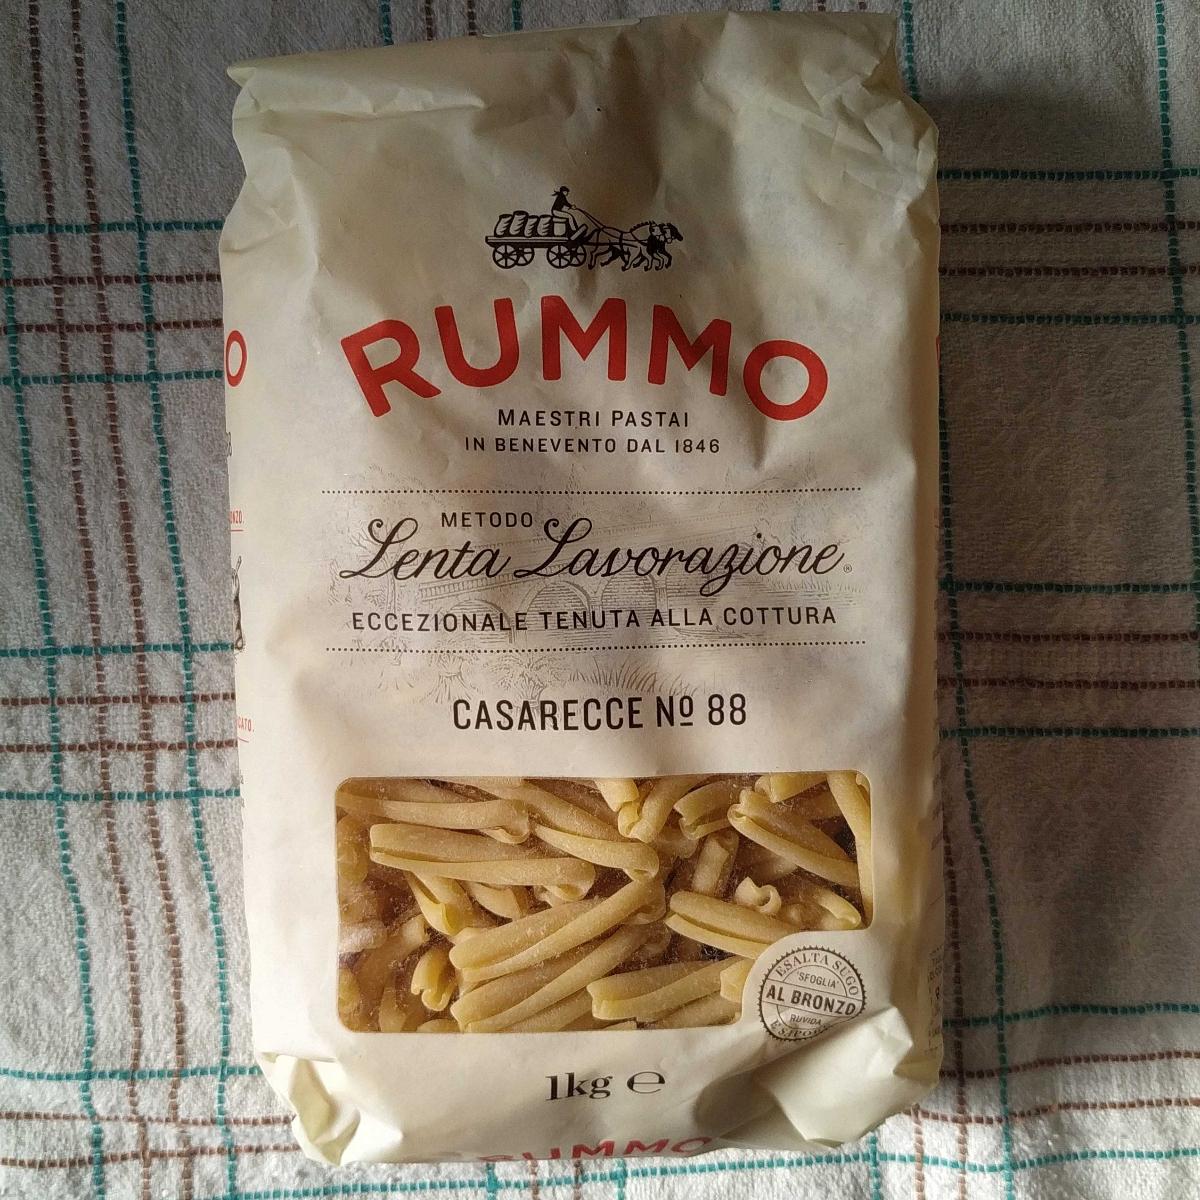 RUMMO
MAESTRI PASTAI
IN BENEVENTO DAL 1846
METODO
Lenta Lavorazione®
ECCEZIONALE TENUTA ALLA COTTURA
CASARECCE Nº 88
ESALTA SUGO
'SFOGLIA'
AL BRONZO
RUVIDA
1kg ℮
RUMMO